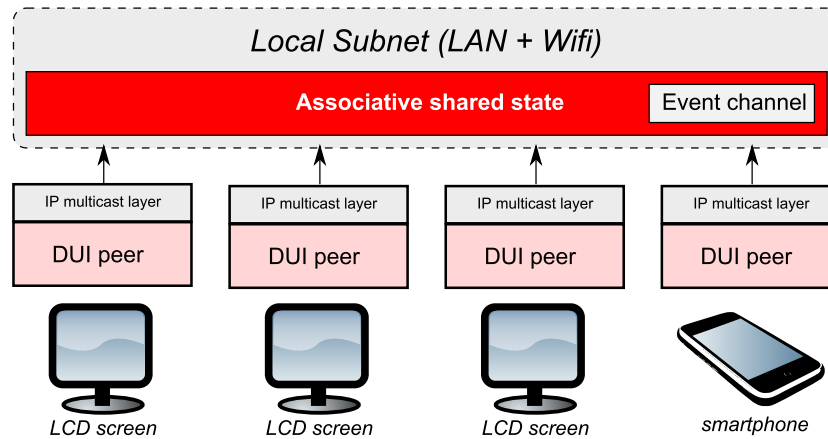 Local Subnet (LAN + Wifi)
Associative shared state
Event channel
IP multicast layer
IP multicast layer
IP multicast layer
IP multicast layer
DUI peer
DUI peer
DUI peer
DUI peer
LCD screen
LCD screen
LCD screen
smartphone